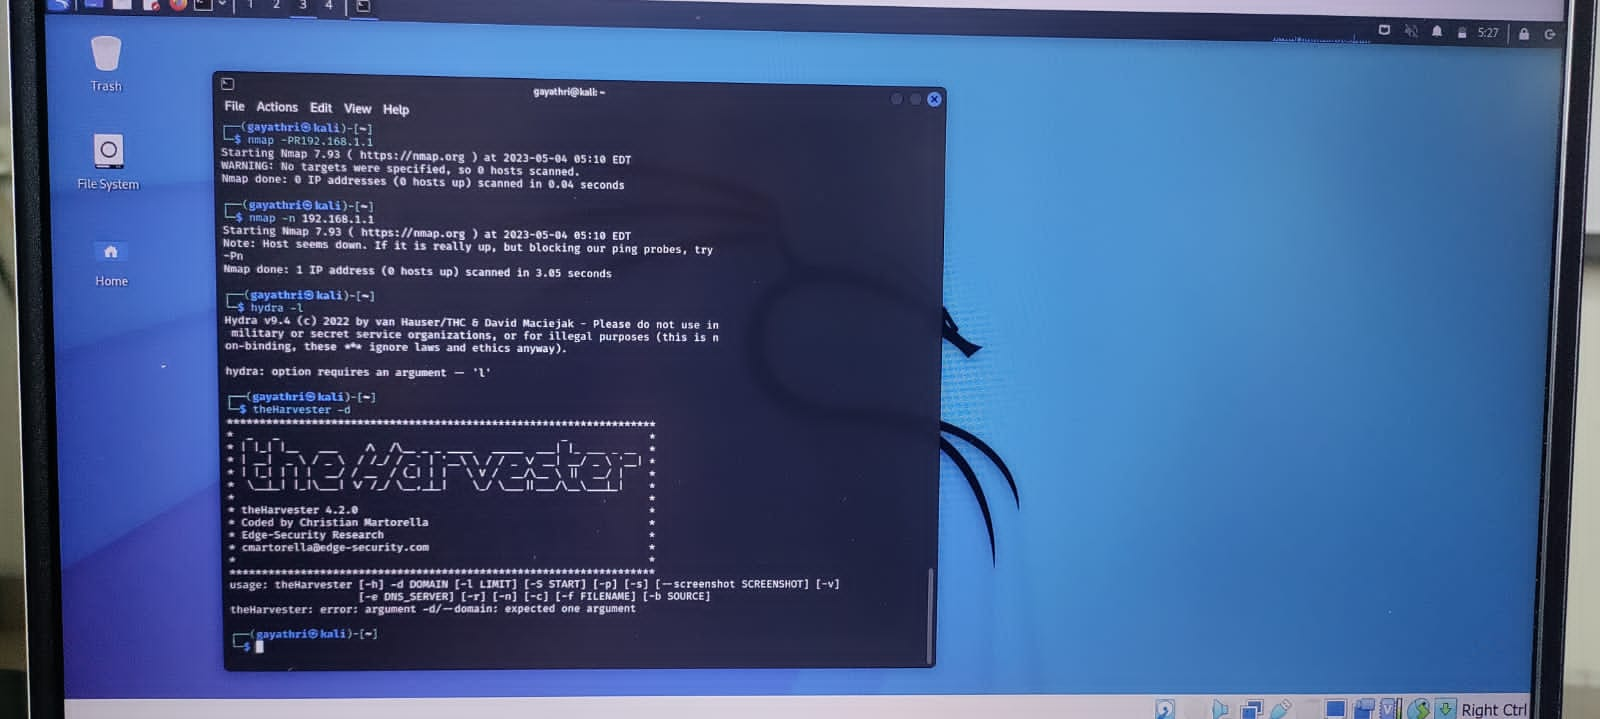 1 2 3 4
5:27
Trash
File System
Home
gayathri@kali: ~
File Actions Edit View Help
┌──(gayathri㉿kali)-[~]
└─$ nmap -PR192.168.1.1
Starting Nmap 7.93 ( https://nmap.org ) at 2023-05-04 05:10 EDT
WARNING: No targets were specified, so 0 hosts scanned.
Nmap done: 0 IP addresses (0 hosts up) scanned in 0.04 seconds
┌──(gayathri㉿kali)-[~]
└─$ nmap -n 192.168.1.1
Starting Nmap 7.93 ( https://nmap.org ) at 2023-05-04 05:10 EDT
Note: Host seems down. If it is really up, but blocking our ping probes, try
-Pn
Nmap done: 1 IP address (0 hosts up) scanned in 3.05 seconds
┌──(gayathri㉿kali)-[~]
└─$ hydra -l
Hydra v9.4 (c) 2022 by van Hauser/THC & David Maciejak - Please do not use in
military or secret service organizations, or for illegal purposes (this is n
on-binding, these *** ignore laws and ethics anyway).
hydra: option requires an argument -- 'l'
┌──(gayathri㉿kali)-[~]
└─$ theHarvester -d
*******************************************************************
theHarvester
* theHarvester 4.2.0 *
* Coded by Christian Martorella *
* Edge-Security Research *
* cmartorella@edge-security.com *
*******************************************************************
usage: theHarvester [-h] -d DOMAIN [-l LIMIT] [-S START] [-p] [-s] [--screenshot SCREENSHOT] [-v]
[-e DNS_SERVER] [-r] [-n] [-c] [-f FILENAME] [-b SOURCE]
theHarvester: error: argument -d/--domain: expected one argument
┌──(gayathri㉿kali)-[~]
└─$
Right Ctrl